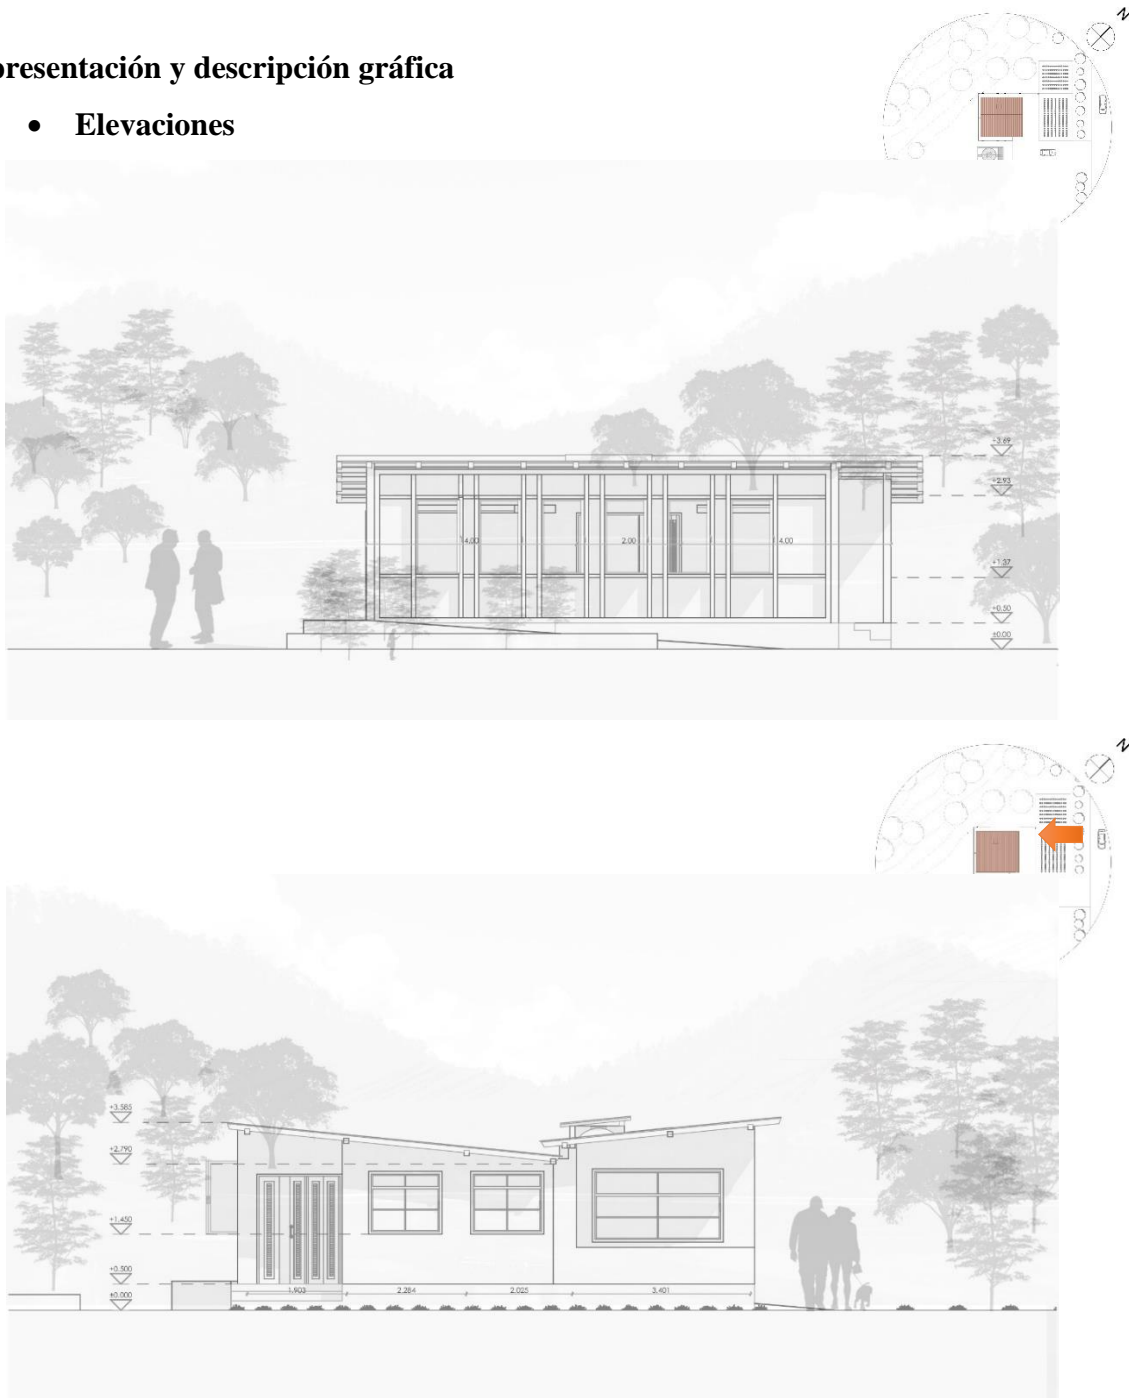 presentación y descripción gráfica
• Elevaciones
N
+3.69
+2.93
4.00 2.00 4.00
+1.37
+0.50
±0.00
N
+3.585
+2.790
+1.450
+0.500
±0.000
1.903 2.284 2.025 3.401